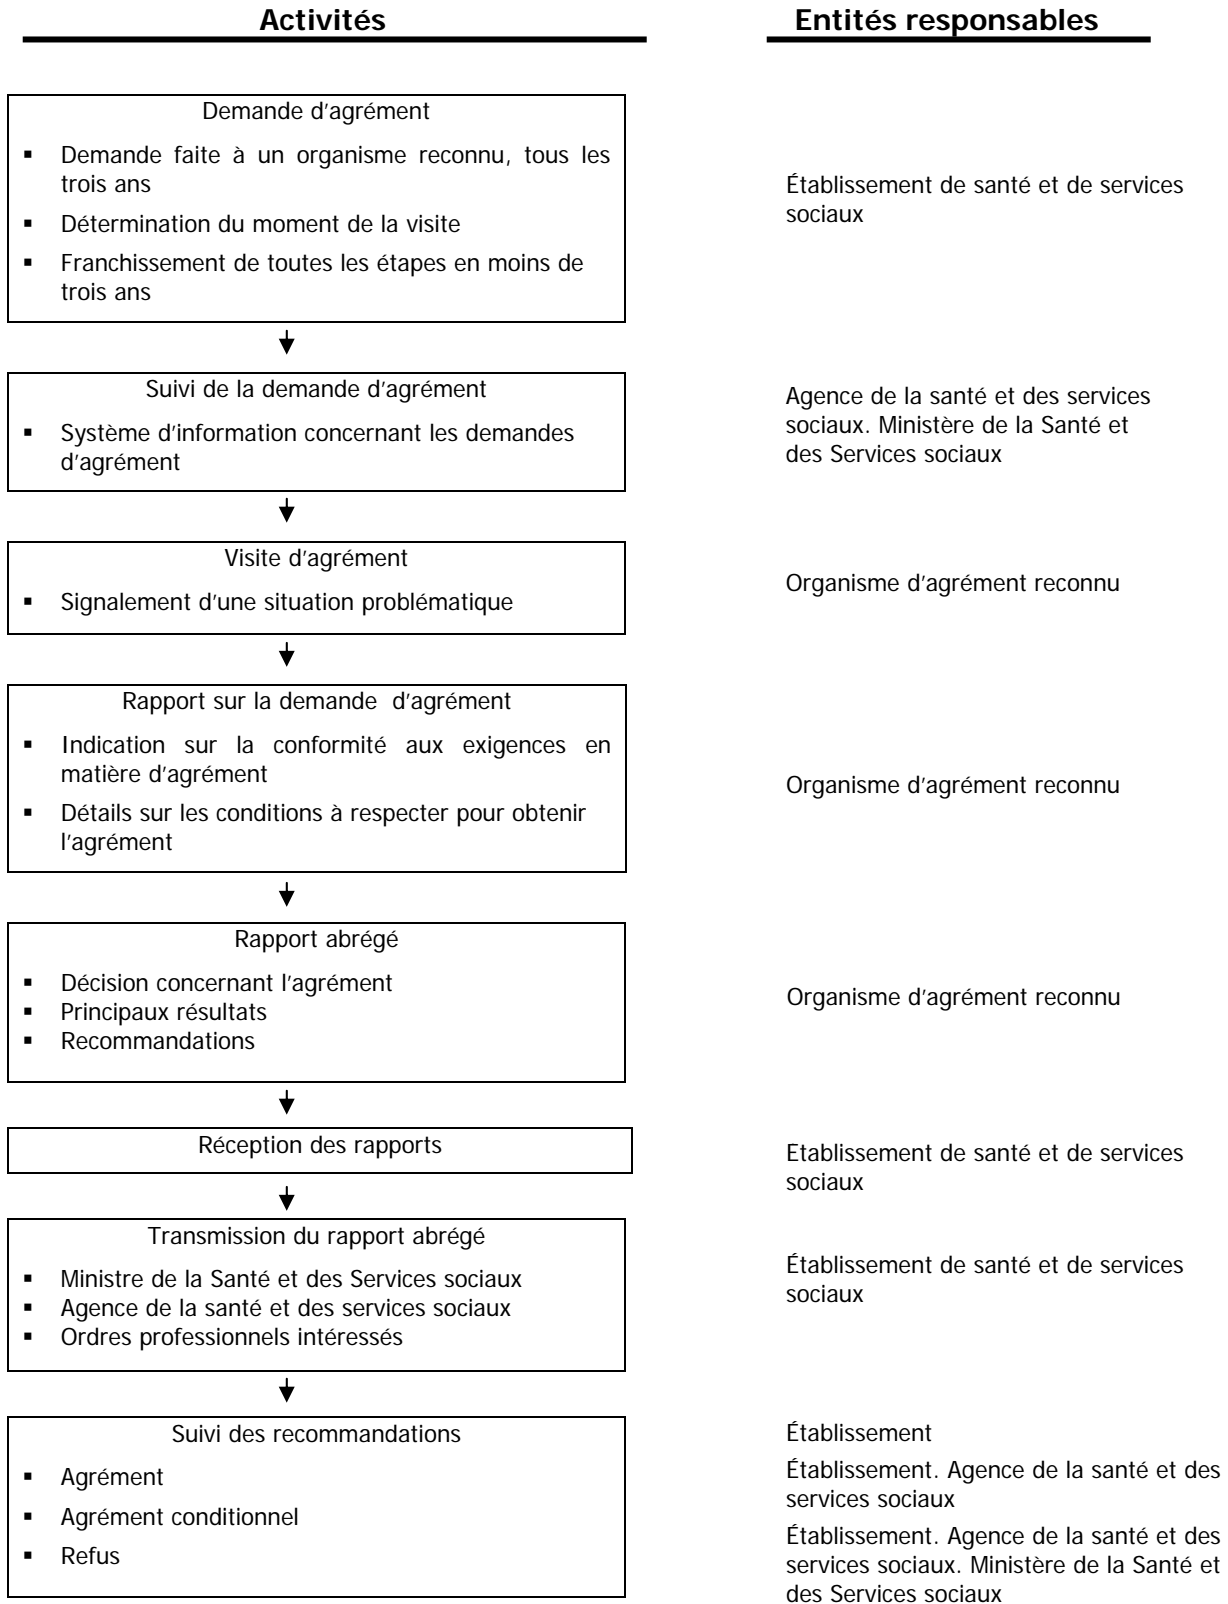 Activités
Entités responsables
Demande d'agrément
▪ Demande faite à un organisme reconnu, tous les
trois ans
▪ Détermination du moment de la visite
▪ Franchissement de toutes les étapes en moins de
trois ans
Établissement de santé et de services
sociaux
Suivi de la demande d'agrément
▪ Système d'information concernant les demandes
d'agrément
Agence de la santé et des services
sociaux. Ministère de la Santé et
des Services sociaux
Visite d'agrément
▪ Signalement d'une situation problématique
Organisme d'agrément reconnu
Rapport sur la demande d'agrément
▪ Indication sur la conformité aux exigences en
matière d'agrément
▪ Détails sur les conditions à respecter pour obtenir
l'agrément
Organisme d'agrément reconnu
Rapport abrégé
▪ Décision concernant l'agrément
▪ Principaux résultats
▪ Recommandations
Organisme d'agrément reconnu
Réception des rapports
Etablissement de santé et de services
sociaux
Transmission du rapport abrégé
▪ Ministre de la Santé et des Services sociaux
▪ Agence de la santé et des services sociaux
▪ Ordres professionnels intéressés
Établissement de santé et de services
sociaux
Suivi des recommandations
▪ Agrément
▪ Agrément conditionnel
▪ Refus
Établissement
Établissement. Agence de la santé et des
services sociaux
Établissement. Agence de la santé et des
services sociaux. Ministère de la Santé et
des Services sociaux